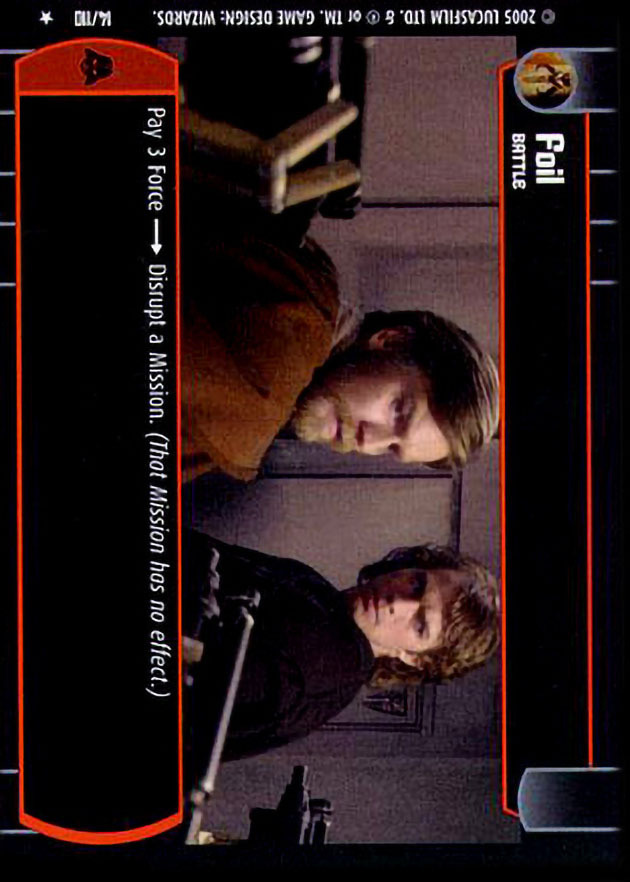 Foil
BATTLE
Pay 3 Force → Disrupt a Mission. (That Mission has no effect.)
© 2005 LUCASFILM LTD. & ® or TM. GAME DESIGN: WIZARDS.
14/110 ★